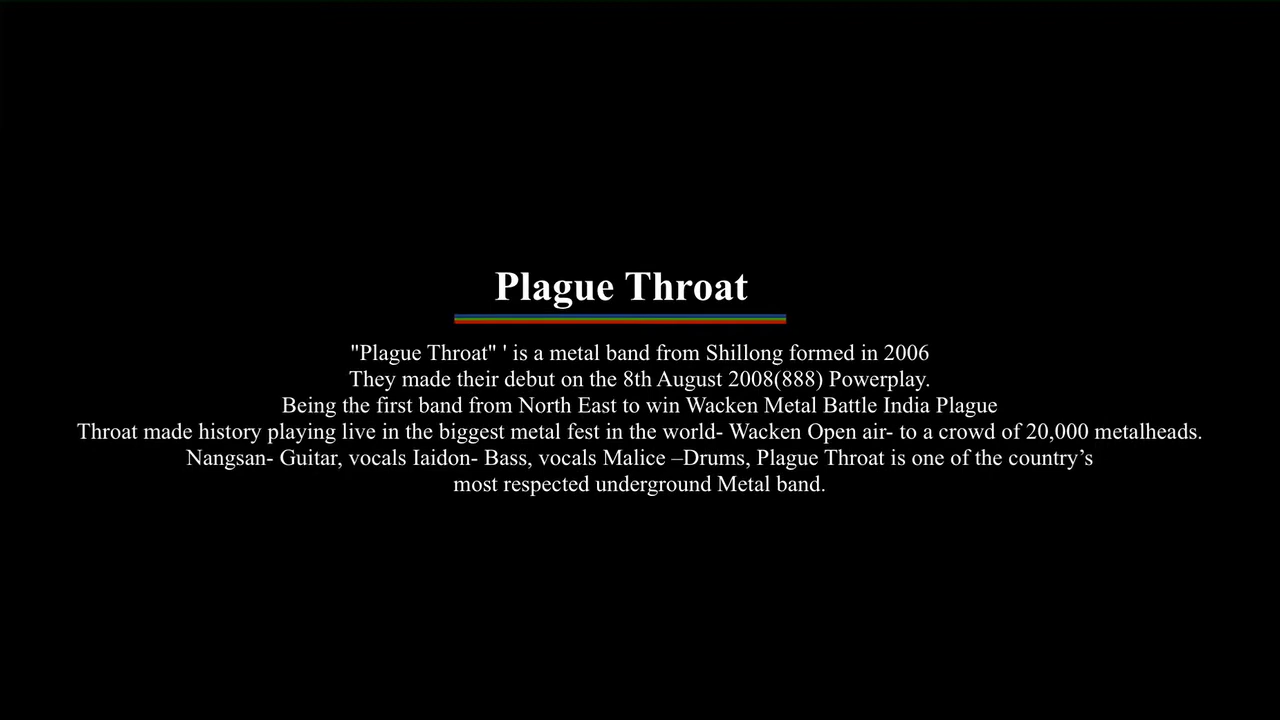 Plague Throat
"Plague Throat" ' is a metal band from Shillong formed in 2006
They made their debut on the 8th August 2008(888) Powerplay.
Being the first band from North East to win Wacken Metal Battle India Plague
Throat made history playing live in the biggest metal fest in the world- Wacken Open air- to a crowd of 20,000 metalheads.
Nangsan- Guitar, vocals Iaidon- Bass, vocals Malice –Drums, Plague Throat is one of the country’s
most respected underground Metal band.